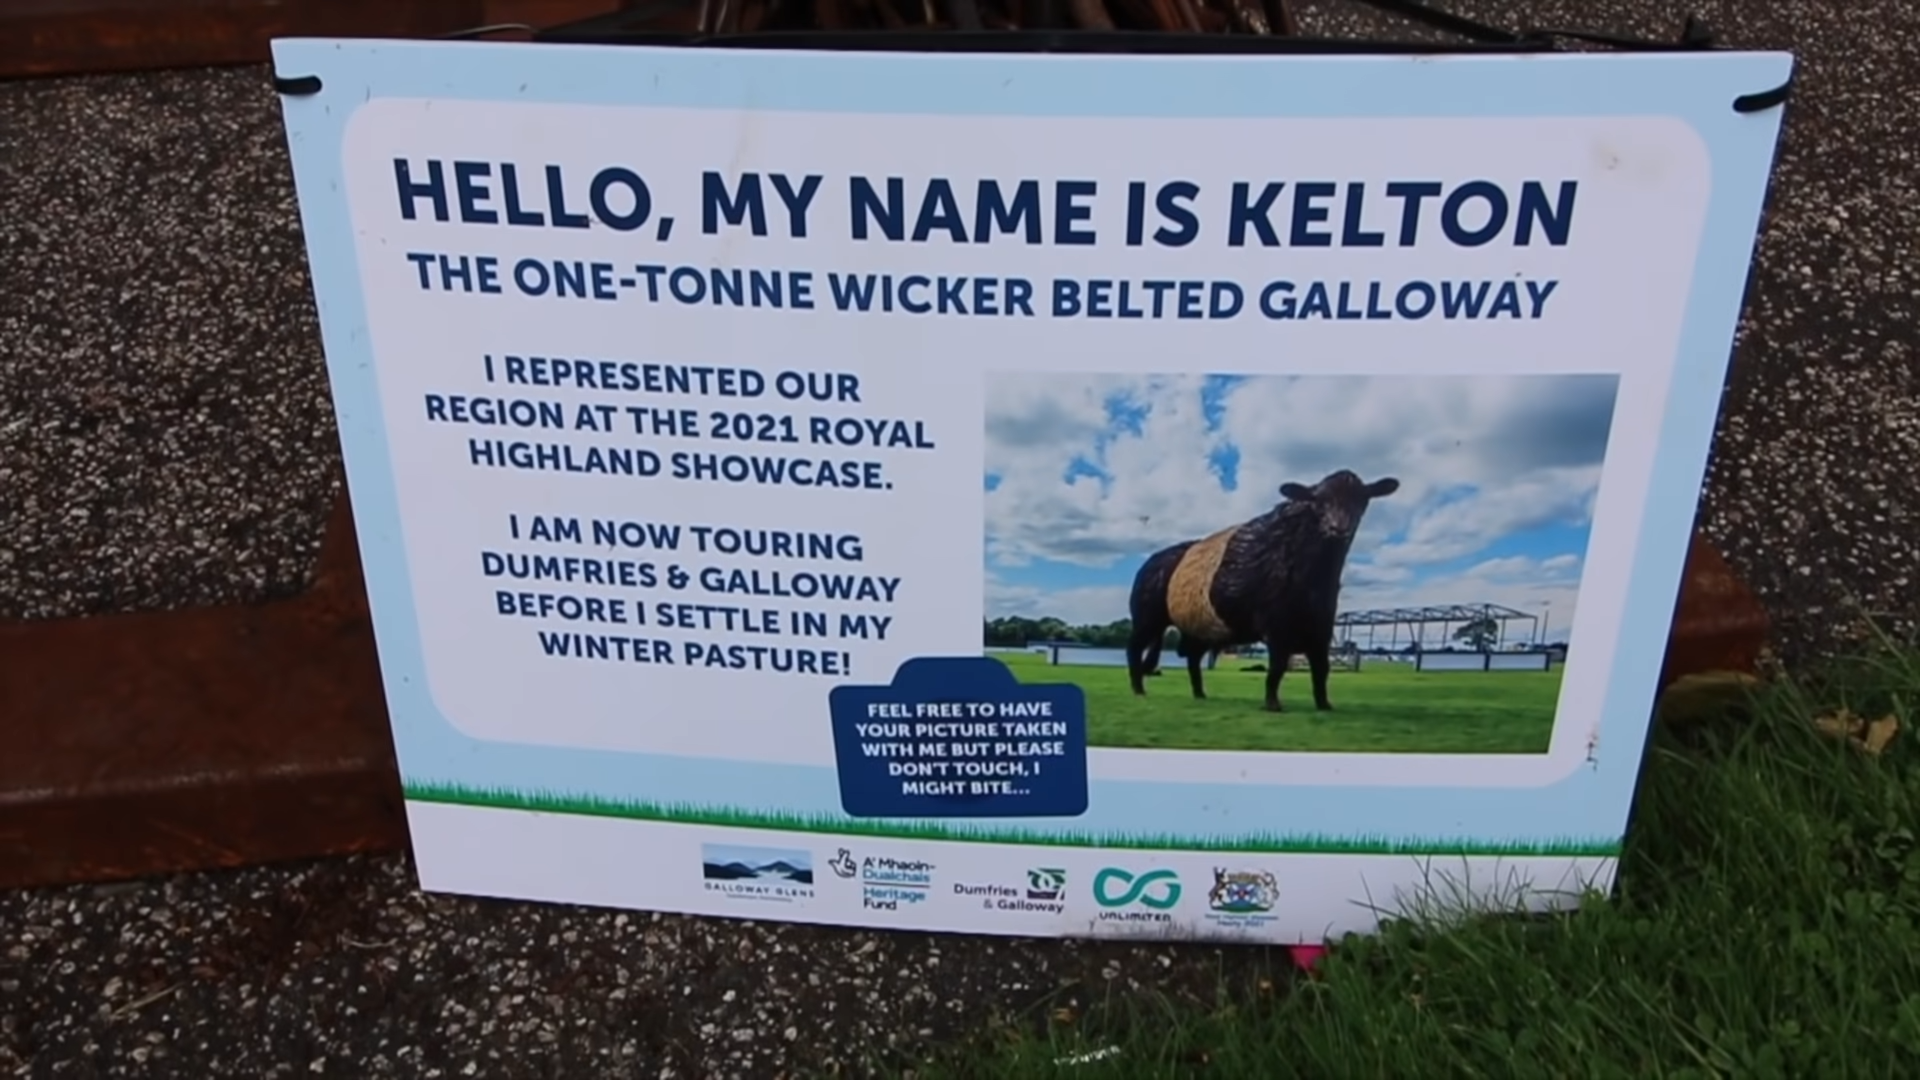 HELLO, MY NAME IS KELTON
THE ONE-TONNE WICKER BELTED GALLOWAY
I REPRESENTED OUR
REGION AT THE 2021 ROYAL
HIGHLAND SHOWCASE.
I AM NOW TOURING
DUMFRIES & GALLOWAY
BEFORE I SETTLE IN MY
WINTER PASTURE!
FEEL FREE TO HAVE
YOUR PICTURE TAKEN
WITH ME BUT PLEASE
DON'T TOUCH, I
MIGHT BITE...
GALLOWAY GLENS
A' Mhaoin-
Dualchais
Heritage
Fund
Dumfries
& Galloway
UNLIMITED